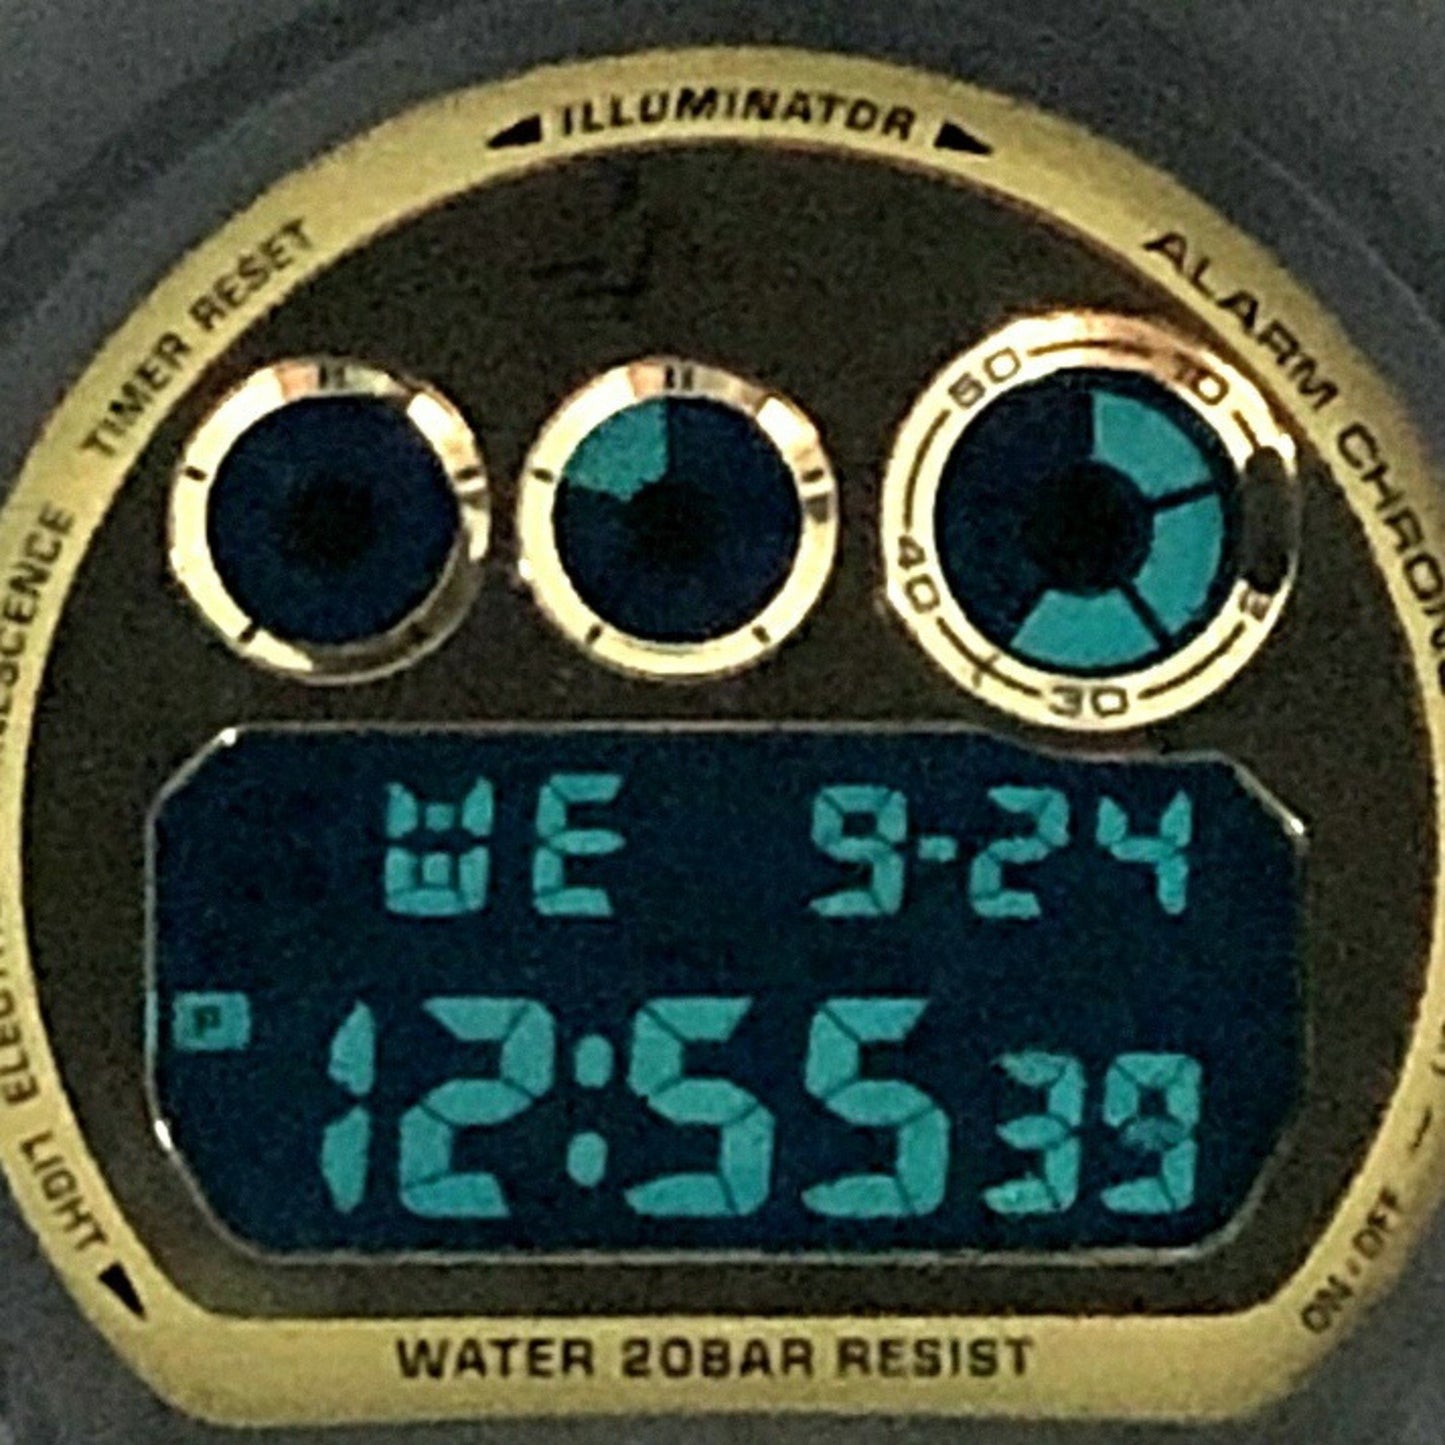 ILLUMINATOR
TIMER RESET
ALARM CHRONO
50
10
40
30
WE 9-24
P
12:55 39
LIGHT
ON/OFF
WATER 20BAR RESIST